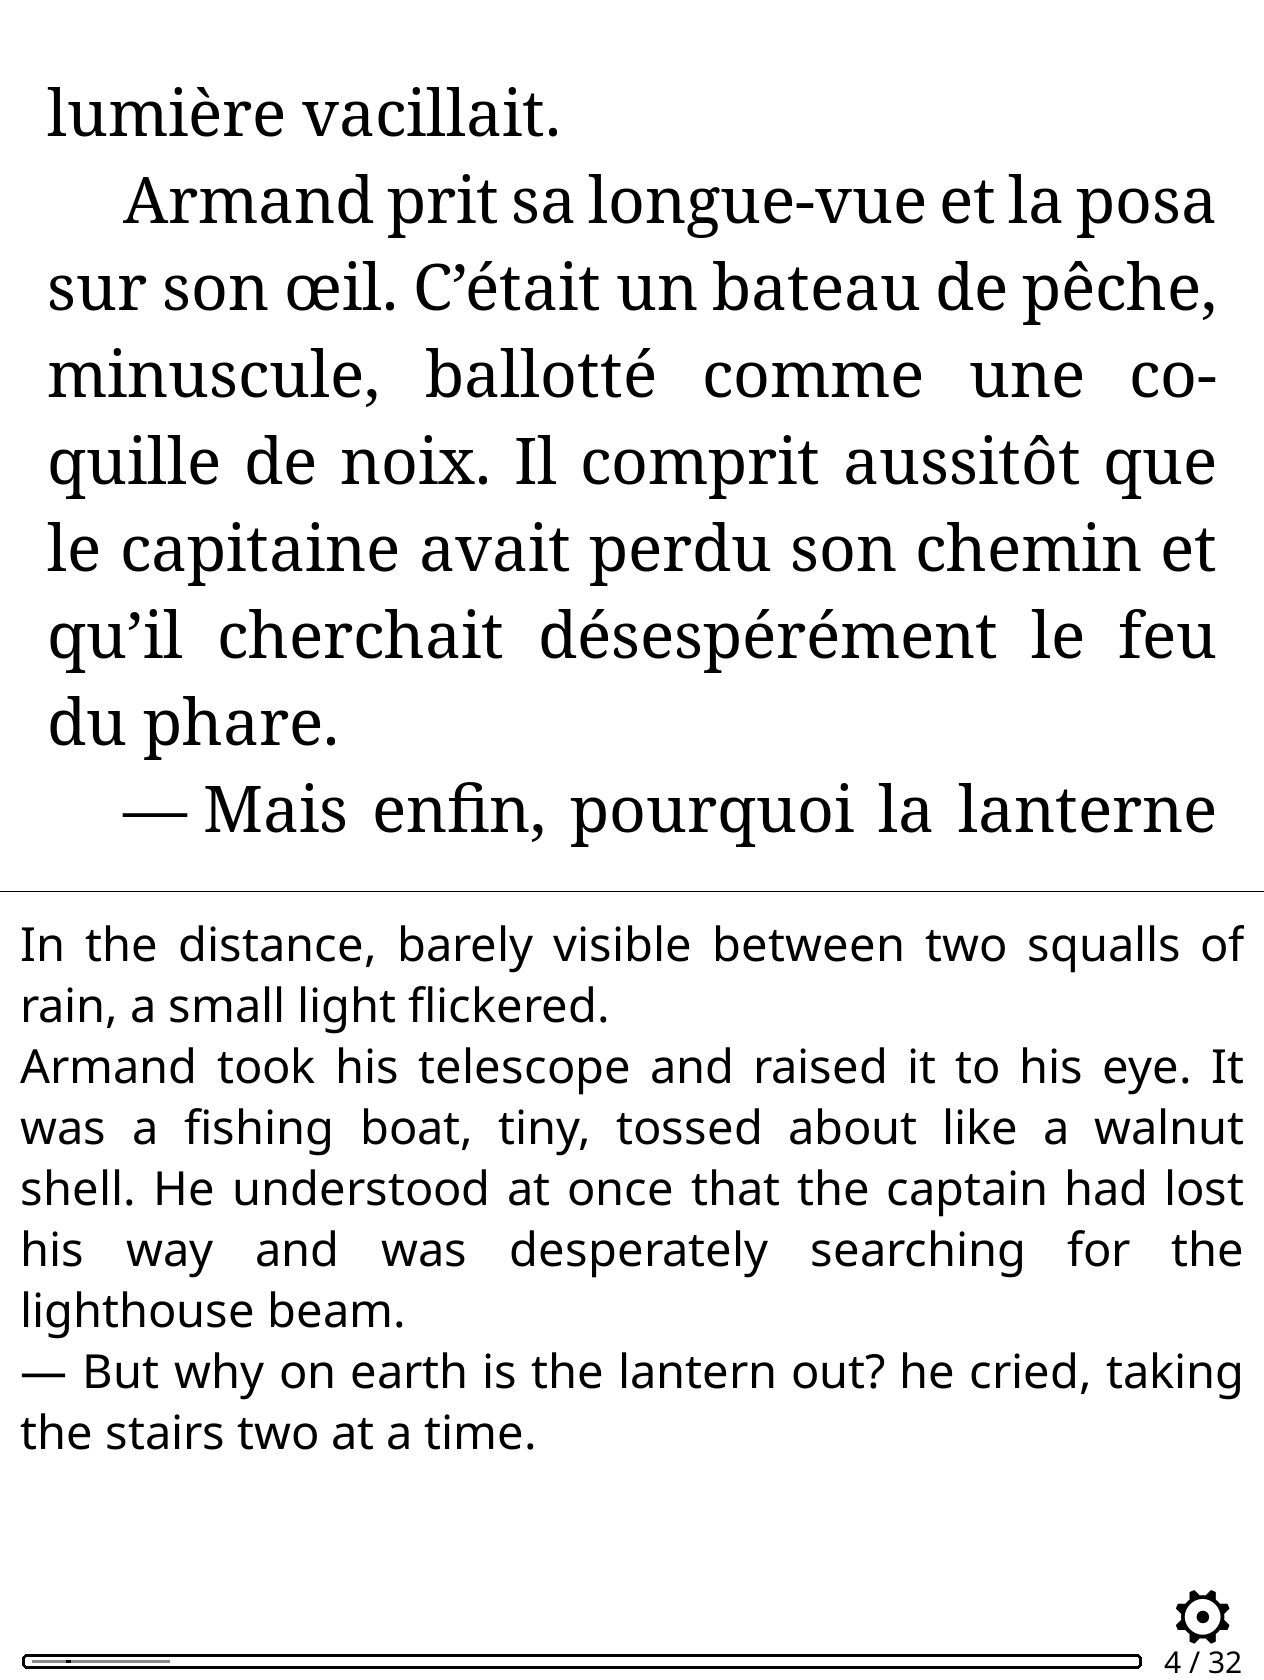 lumière vacillait.
Armand prit sa longue-vue et la posa
sur son œil. C’était un bateau de pêche,
minuscule, ballotté comme une co-
quille de noix. Il comprit aussitôt que
le capitaine avait perdu son chemin et
qu’il cherchait désespérément le feu
du phare.
— Mais enfin, pourquoi la lanterne
In the distance, barely visible between two squalls of
rain, a small light flickered.
Armand took his telescope and raised it to his eye. It
was a fishing boat, tiny, tossed about like a walnut
shell. He understood at once that the captain had lost
his way and was desperately searching for the
lighthouse beam.
— But why on earth is the lantern out? he cried, taking
the stairs two at a time.
4 / 32